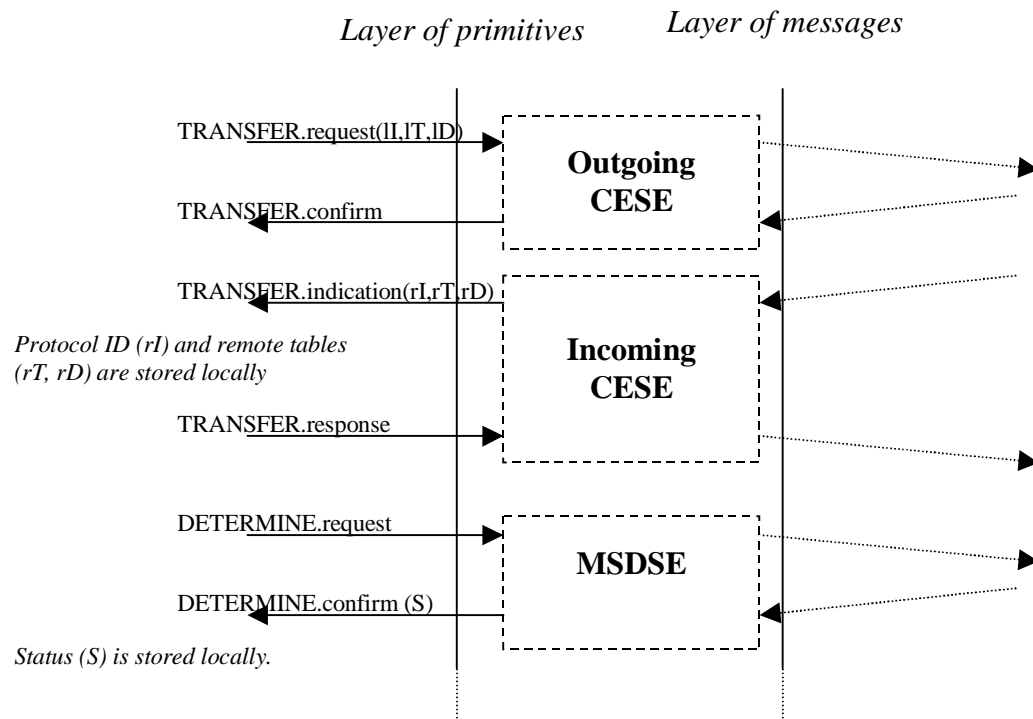 Layer of primitives
Layer of messages
TRANSFER.request(lI,lT,lD)
Outgoing
CESE
TRANSFER.confirm
TRANSFER.indication(rI,rT,rD)
Protocol ID (rI) and remote tables
(rT, rD) are stored locally
Incoming
CESE
TRANSFER.response
DETERMINE.request
MSDSE
DETERMINE.confirm (S)
Status (S) is stored locally.